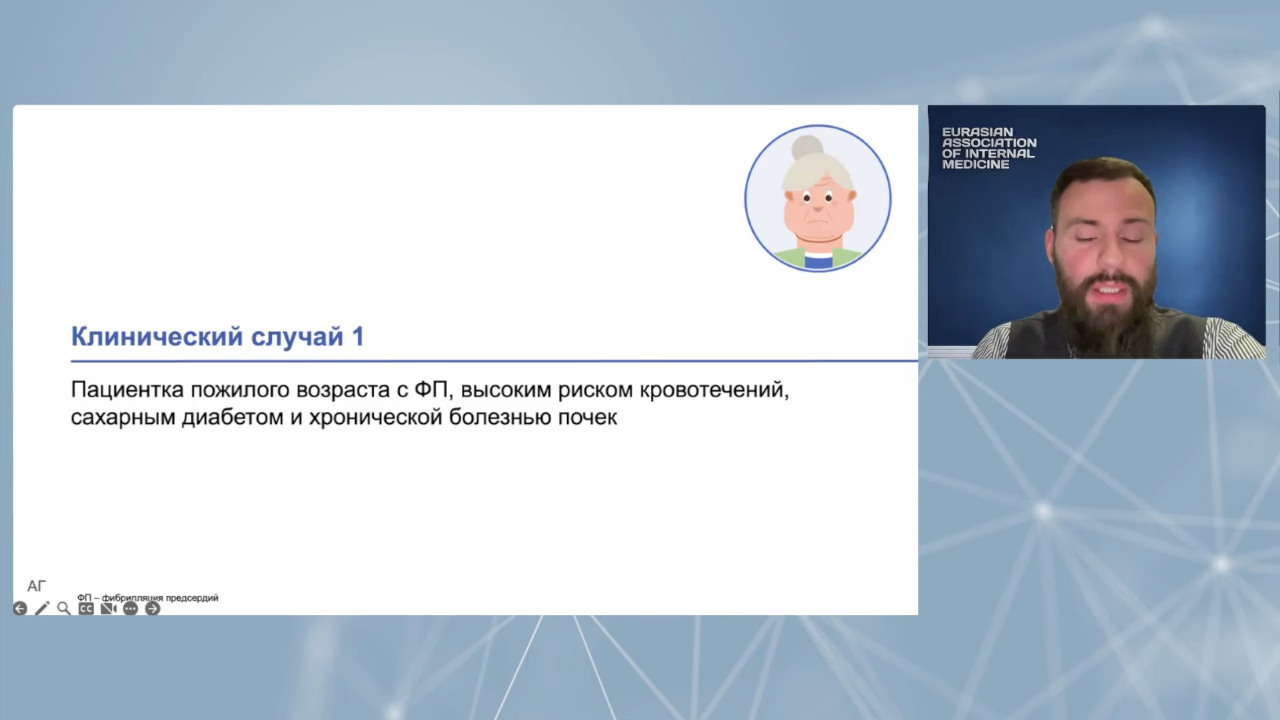 EURASIAN
ASSOCIATION
OF INTERNAL
MEDICINE
Клинический случай 1
Пациентка пожилого возраста с ФП, высоким риском кровотечений,
сахарным диабетом и хронической болезнью почек
АГ
ФП – фибрилляция предсердий
CC